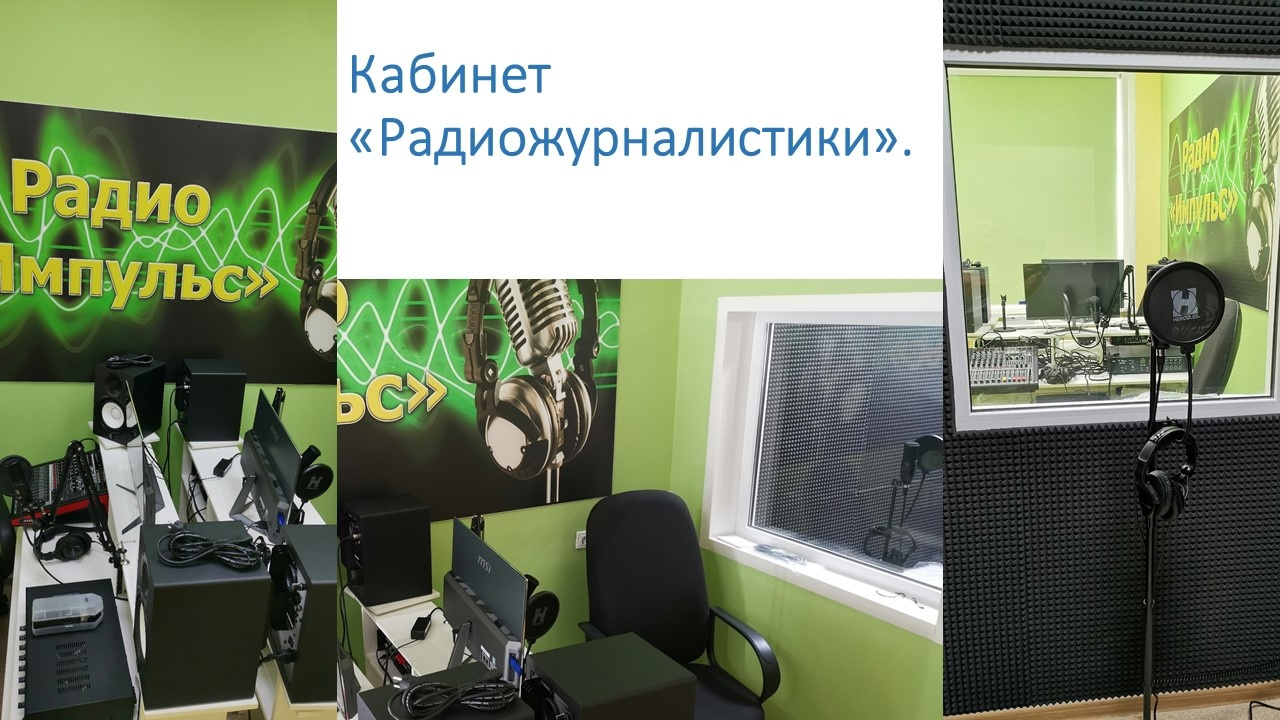 Кабинет
«Радиожурналистики».
Радио
Импульс»
ьс»
msi
H
Радио
«Импульс»
H